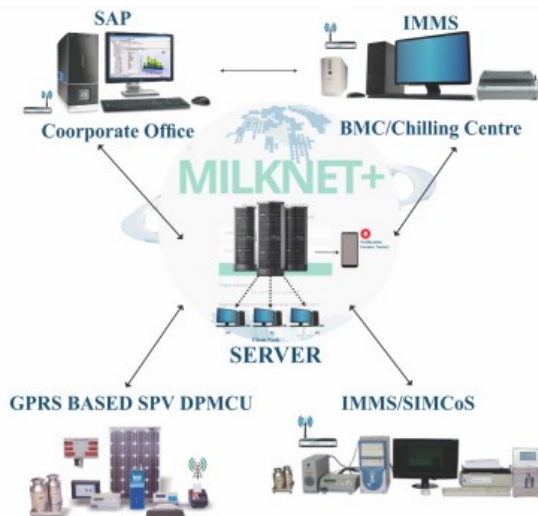 SAP
IMMS
Coorporate Office
BMC/Chilling Centre
MILKNET+
SERVER
GPRS BASED SPV DPMCU
IMMS/SIMCoS